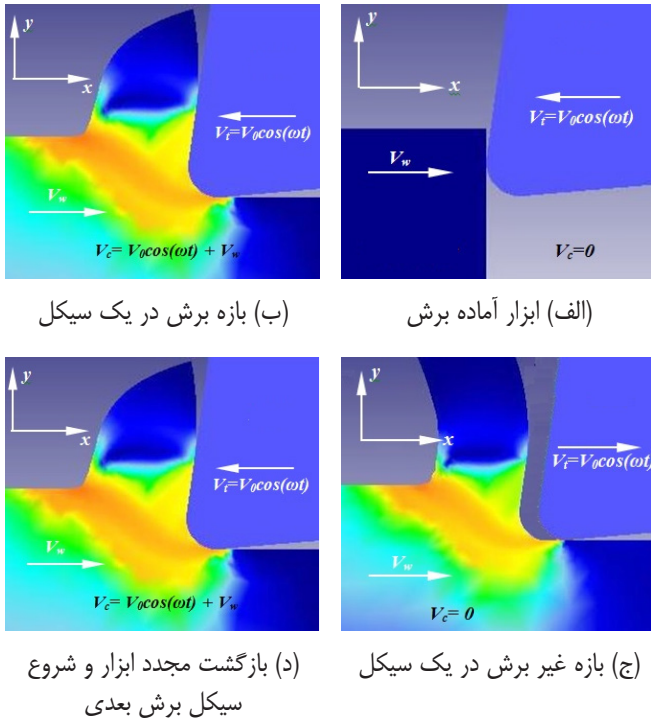 y
x
Vt=V0cos(ωt)
Vw
Vc=0
(الف) ابزار آماده برش
y
x
Vt=V0cos(ωt)
Vw
Vc= V0cos(ωt) + Vw
(ب) بازه برش در یک سیکل
y
x
Vt=V0cos(ωt)
Vw
Vc= 0
(ج) بازه غیر برش در یک سیکل
y
x
Vt=V0cos(ωt)
Vw
Vc= V0cos(ωt) + Vw
(د) بازگشت مجدد ابزار و شروع
سیکل برش بعدی